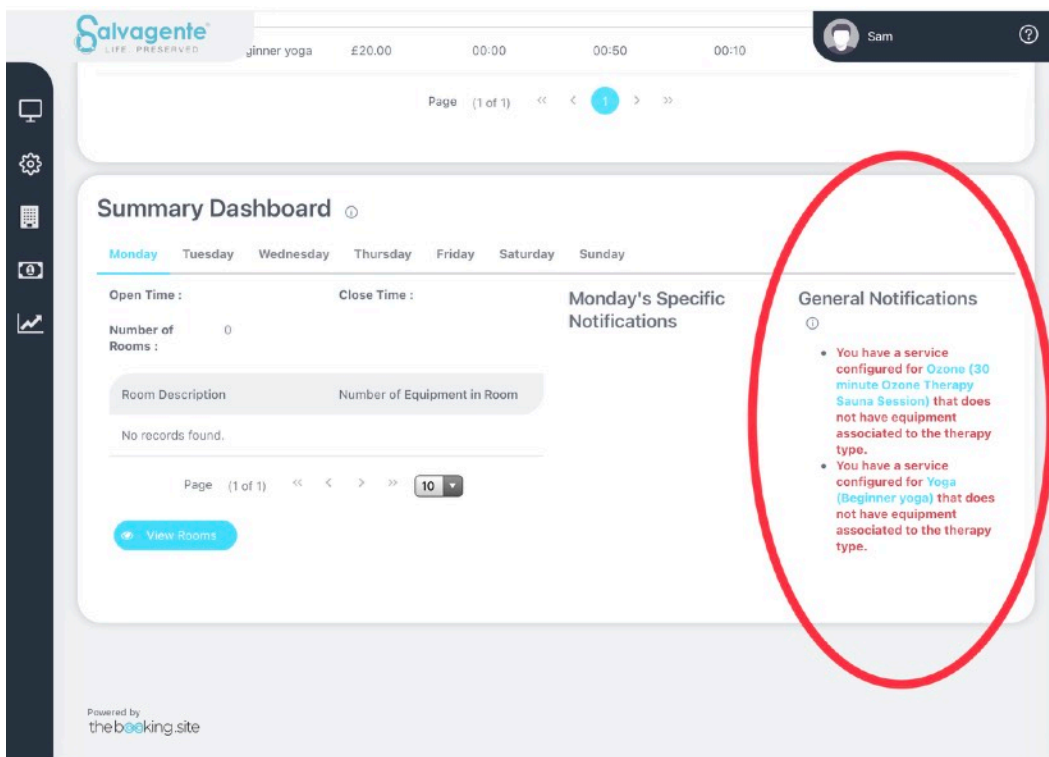 Salvagente
LIFE. PRESERVED
ginner yoga £20.00 00:00 00:50 00:10
Sam
Page (1 of 1) « < 1 > »
Summary Dashboard
Monday Tuesday Wednesday Thursday Friday Saturday Sunday
Open Time : Close Time :
Number of 0
Rooms :
Room Description Number of Equipment in Room
No records found.
Page (1 of 1) « < > » 10
View Rooms
Monday's Specific
Notifications
General Notifications
• You have a service
configured for Ozone (30
minute Ozone Therapy
Sauna Session) that does
not have equipment
associated to the therapy
type.
• You have a service
configured for Yoga
(Beginner yoga) that does
not have equipment
associated to the therapy
type.
Powered by
thebooking.site